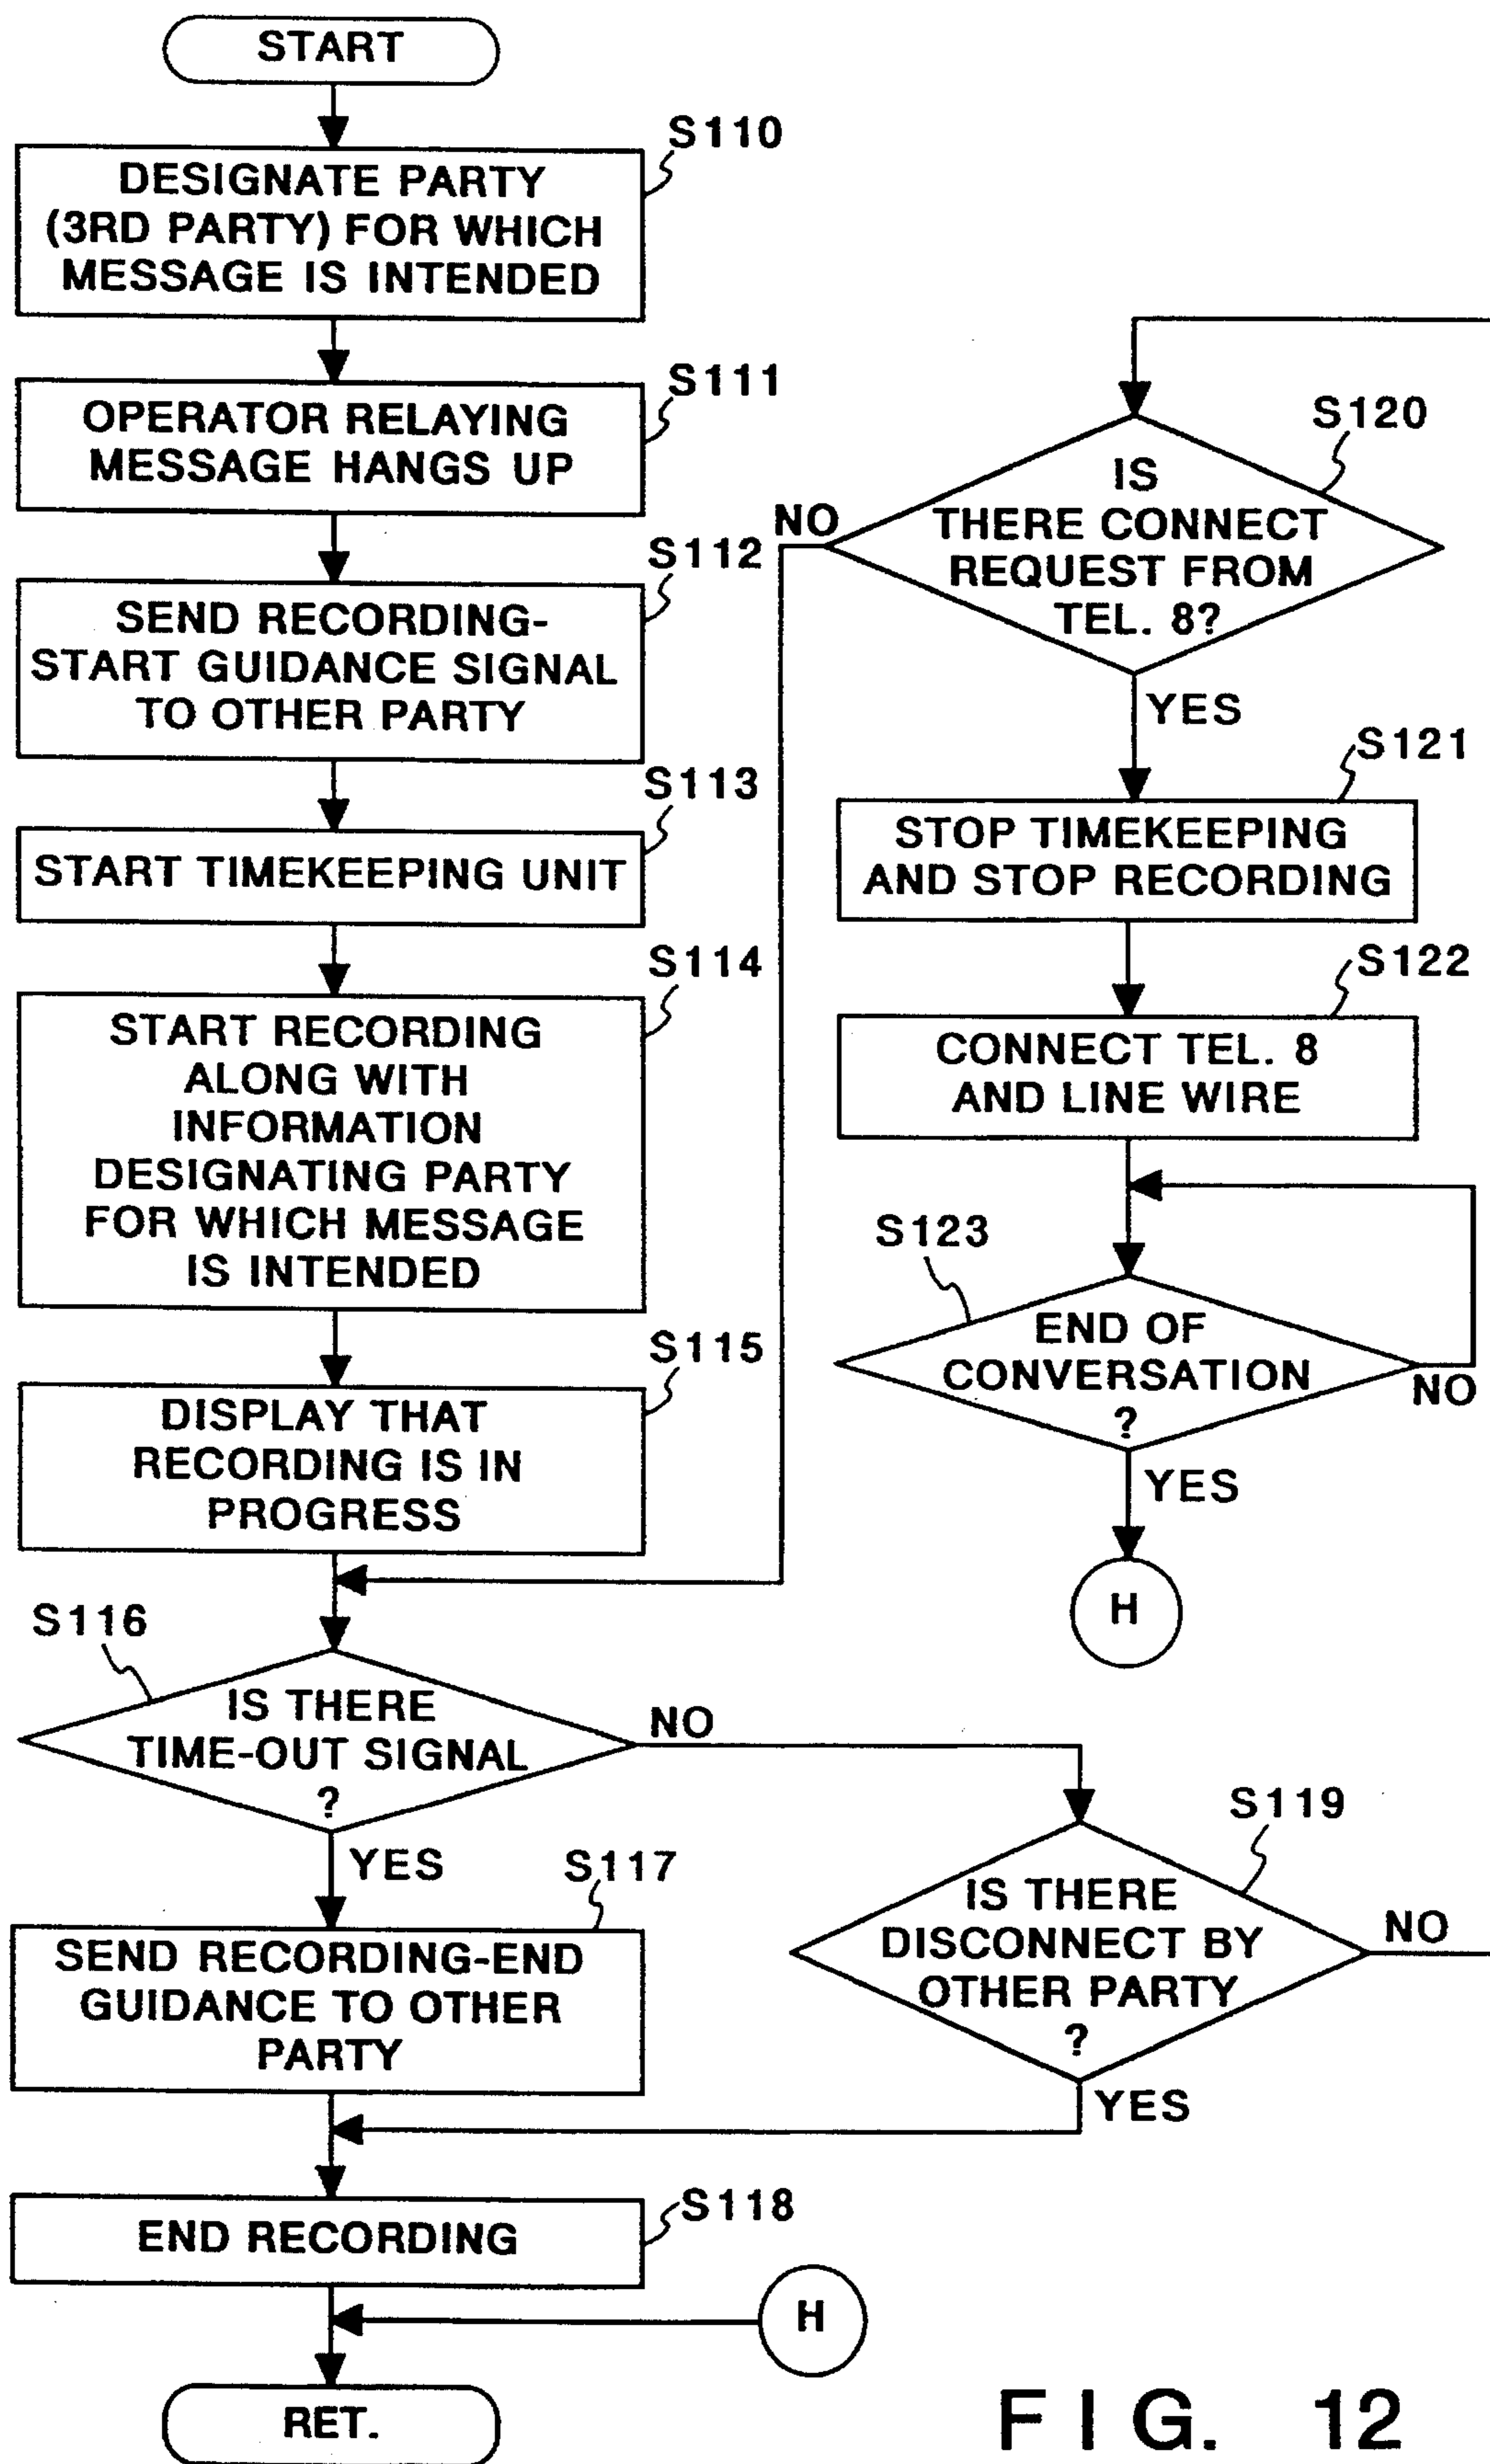 START
S110
DESIGNATE PARTY
(3RD PARTY) FOR WHICH
MESSAGE IS INTENDED
S111
OPERATOR RELAYING
MESSAGE HANGS UP
S112
SEND RECORDING-
START GUIDANCE SIGNAL
TO OTHER PARTY
S113
START TIMEKEEPING UNIT
S114
START RECORDING
ALONG WITH
INFORMATION
DESIGNATING PARTY
FOR WHICH MESSAGE
IS INTENDED
S115
DISPLAY THAT
RECORDING IS IN
PROGRESS
S116
IS THERE
TIME-OUT SIGNAL
?
NO
YES
S117
SEND RECORDING-END
GUIDANCE TO OTHER
PARTY
S118
END RECORDING
H
RET.
S119
IS THERE
DISCONNECT BY
OTHER PARTY
?
NO
YES
S120
IS
THERE CONNECT
REQUEST FROM
TEL. 8?
NO
YES
S121
STOP TIMEKEEPING
AND STOP RECORDING
S122
CONNECT TEL. 8
AND LINE WIRE
S123
END OF
CONVERSATION
?
NO
YES
H
FIG. 12